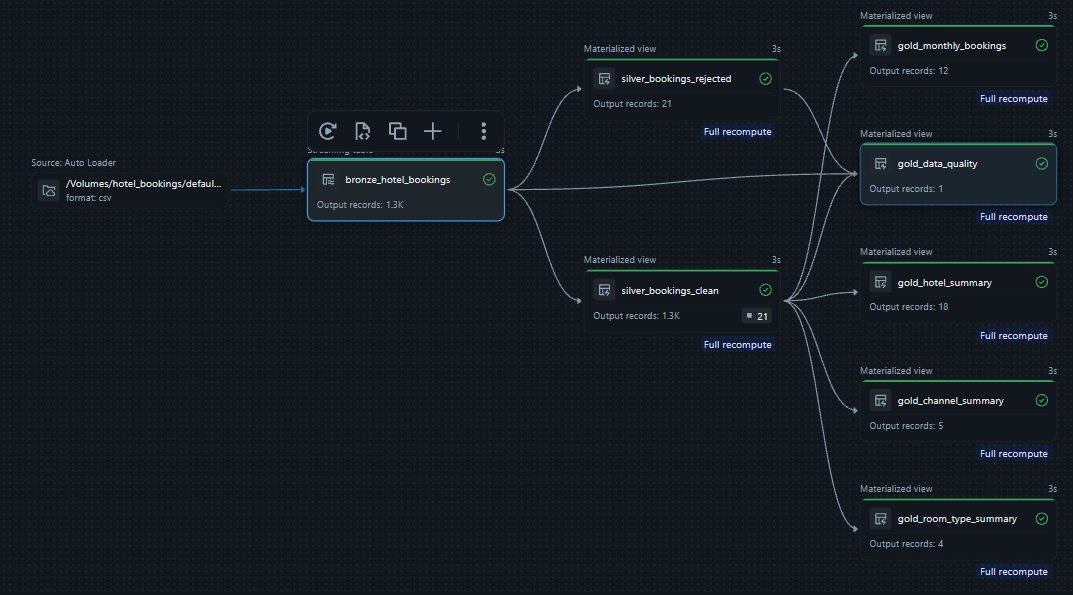 Source: Auto Loader
/Volumes/hotel_bookings/defaul...
format: csv
Streaming table
3s
bronze_hotel_bookings
Output records: 1.3K
Materialized view
3s
silver_bookings_rejected
Output records: 21
Full recompute
Materialized view
3s
silver_bookings_clean
Output records: 1.3K
21
Full recompute
Materialized view
3s
gold_monthly_bookings
Output records: 12
Full recompute
Materialized view
3s
gold_data_quality
Output records: 1
Full recompute
Materialized view
3s
gold_hotel_summary
Output records: 18
Full recompute
Materialized view
3s
gold_channel_summary
Output records: 5
Full recompute
Materialized view
3s
gold_room_type_summary
Output records: 4
Full recompute